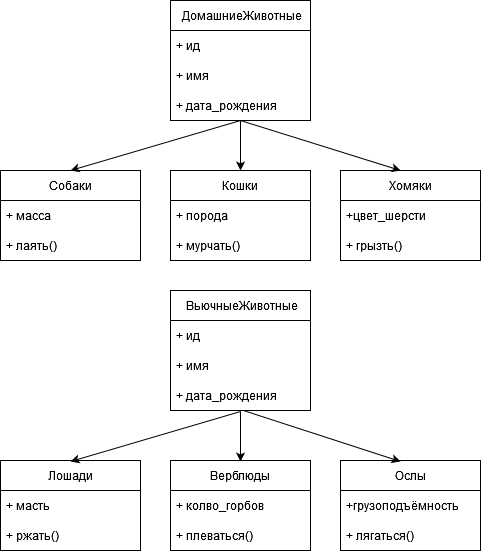 ДомашниеЖивотные
+ ид
+ имя
+ дата_рождения
Собаки
+ масса
+ лаять()
Кошки
+ порода
+ мурчать()
Хомяки
+цвет_шерсти
+ грызть()
ВьючныеЖивотные
+ ид
+ имя
+ дата_рождения
Лошади
+ масть
+ ржать()
Верблюды
+ колво_горбов
+ плеваться()
Ослы
+грузоподъёмность
+ лягаться()